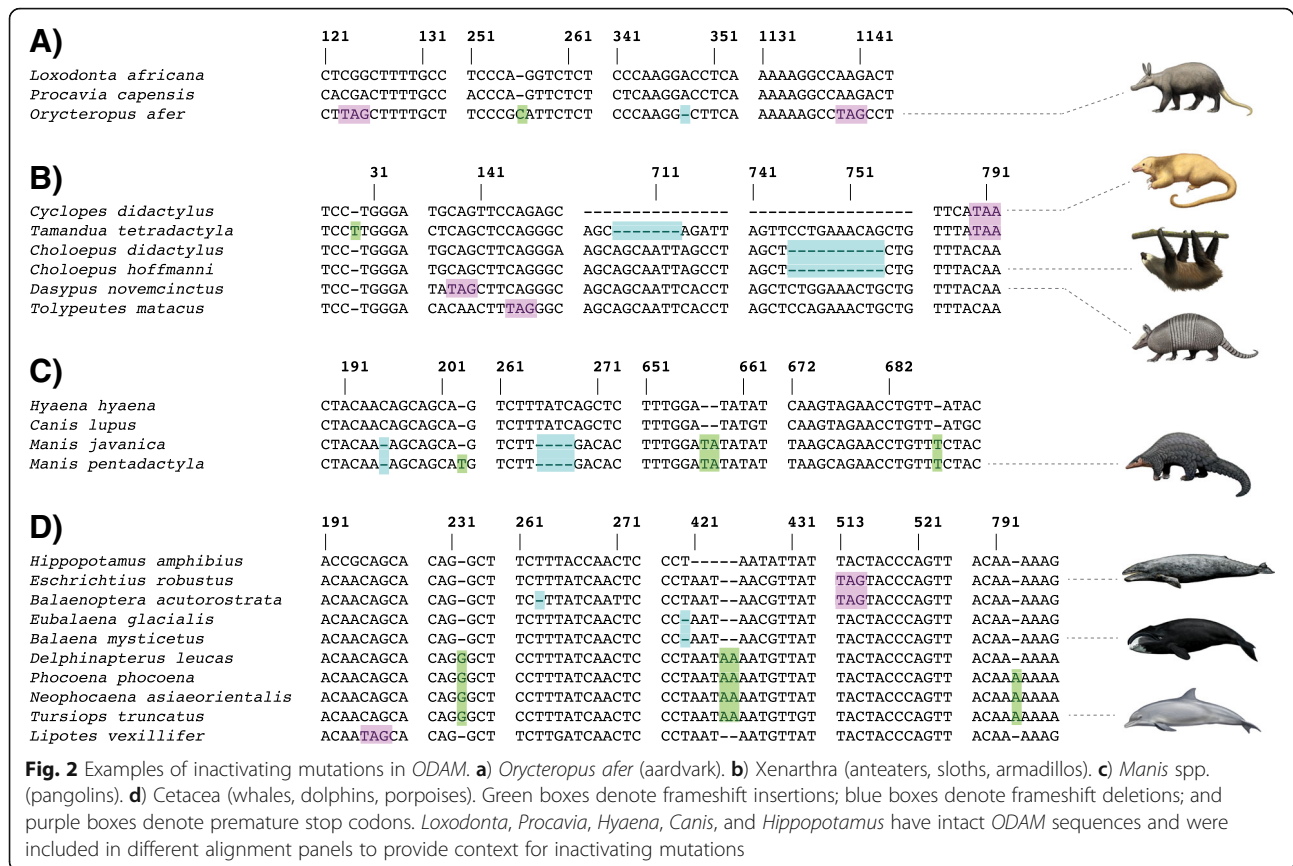 A)
121 131 251 261 341 351 1131 1141
Loxodonta africana CTCGGCTTTTGCC TCCCA-GGTCTCT CCCAAGGACCTCA AAAAGGCCAAGACT
Procavia capensis CACGACTTTTGCC ACCCA-GTTCTCT CTCAAGGACCTCA AAAAGGCCAAGACT
Orycteropus afer CTTAGCTTTTGCT TCCCGCATTCTCT CCCAAGG-CTTCA AAAAAGCCTAGCCT
B)
31 141 711 741 751 791
Cyclopes didactylus TCC-TGGGA TGCAGTTCCAGAGC --------------- ----------------- TTCATAA
Tamandua tetradactyla TCCTTGGGA CTCAGCTCCAGGGC AGC-------AGATT AGTTCCTGAAACAGCTG TTTATAA
Choloepus didactylus TCC-TGGGA TGCAGCTTCAGGGC AGCAGCAATTAGCCT AGCT----------CTG TTTACAA
Choloepus hoffmanni TCC-TGGGA TGCAGCTTCAGGGC AGCAGCAATTAGCCT AGCT----------CTG TTTACAA
Dasypus novemcinctus TCC-TGGGA TATAGCTTCAGGGC AGCAGCAATTCACCT AGCTCTGGAAACTGCTG TTTACAA
Tolypeutes matacus TCC-TGGGA CACAACTTTAGGGC AGCAGCAATTCACCT AGCTCCAGAAACTGCTG TTTACAA
C)
191 201 261 271 651 661 672 682
Hyaena hyaena CTACAACAGCAGCA-G TCTTTATCAGCTC TTTGGA--TATAT CAAGTAGAACCTGTT-ATAC
Canis lupus CTACAACAGCAGCA-G TCTTTATCAGCTC TTTGGA--TATGT CAAGTAGAACCTGTT-ATGC
Manis javanica CTACAA-AGCAGCA-G TCTT----GACAC TTTGGATATATAT TAAGCAGAACCTGTTTCTAC
Manis pentadactyla CTACAA-AGCAGCATG TCTT----GACAC TTTGGATATATAT TAAGCAGAACCTGTTTCTAC
D)
191 231 261 271 421 431 513 521 791
Hippopotamus amphibius ACCGCAGCA CAG-GCT TCTTTACCAACTC CCT-----AATATTAT TACTACCCAGTT ACAA-AAAG
Eschrichtius robustus ACAACAGCA CAG-GCT TCTTTATCAACTC CCTAAT--AACGTTAT TAGTACCCAGTT ACAA-AAAG
Balaenoptera acutorostrata ACAACAGCA CAG-GCT TC-TTATCAATTC CCTAAT--AACGTTAT TAGTACCCAGTT ACAA-AAAG
Eubalaena glacialis ACAACAGCA CAG-GCT TCTTTATCAACTC CC-AAT--AACGTTAT TACTACCCAGTT ACAA-AAAG
Balaena mysticetus ACAACAGCA CAG-GCT TCTTTATCAACTC CC-AAT--AACGTTAT TACTACCCAGTT ACAA-AAAG
Delphinapterus leucas ACAACAGCA CAGGGCT CCTTTATCAACTC CCTAATAAAATGTTAT TACTACCCAGTT ACAA-AAAA
Phocoena phocoena ACAACAGCA CAGGGCT CCTTTATCAACTC CCTAATAAAATGTTAT TACTACCCAGTT ACAAAAAAA
Neophocaena asiaeorientalis ACAACAGCA CAGGGCT CCTTTATCAACTC CCTAATAAAATGTTAT TACTACCCAGTT ACAAAAAAA
Tursiops truncatus ACAACAGCA CAGGGCT CCTTTATCAACTC CCTAATAAAATGTTGT TACTACCCAGTT ACAAAAAAA
Lipotes vexillifer ACAATAGCA CAG-GCT TCTTGATCAACTC CCTAAT--AATGTTAT TACTACCCAGTT ACAA-AAAG
Fig. 2 Examples of inactivating mutations in ODAM. a) Orycteropus afer (aardvark). b) Xenarthra (anteaters, sloths, armadillos). c) Manis spp.
(pangolins). d) Cetacea (whales, dolphins, porpoises). Green boxes denote frameshift insertions; blue boxes denote frameshift deletions; and
purple boxes denote premature stop codons. Loxodonta, Procavia, Hyaena, Canis, and Hippopotamus have intact ODAM sequences and were
included in different alignment panels to provide context for inactivating mutations